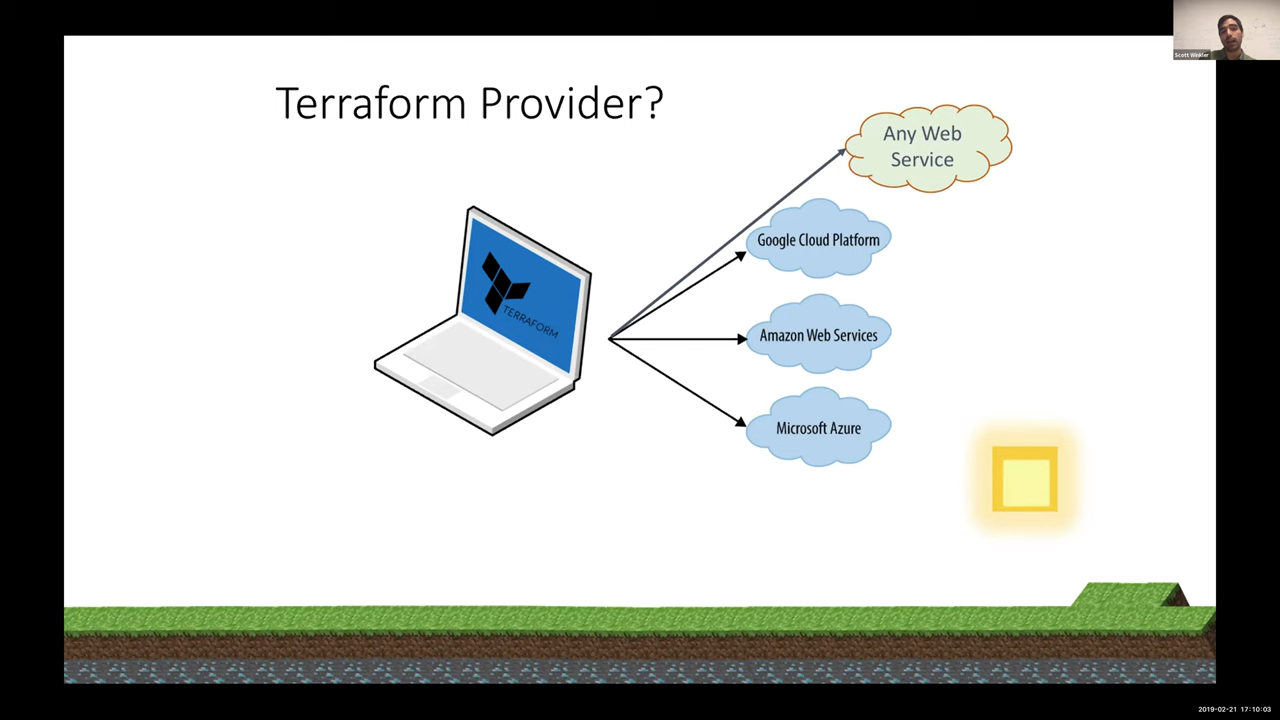 Scott Winkler
Terraform Provider?
Any Web
Service
Google Cloud Platform
TERRAFORM
Amazon Web Services
Microsoft Azure
2019-02-21 17:10:03